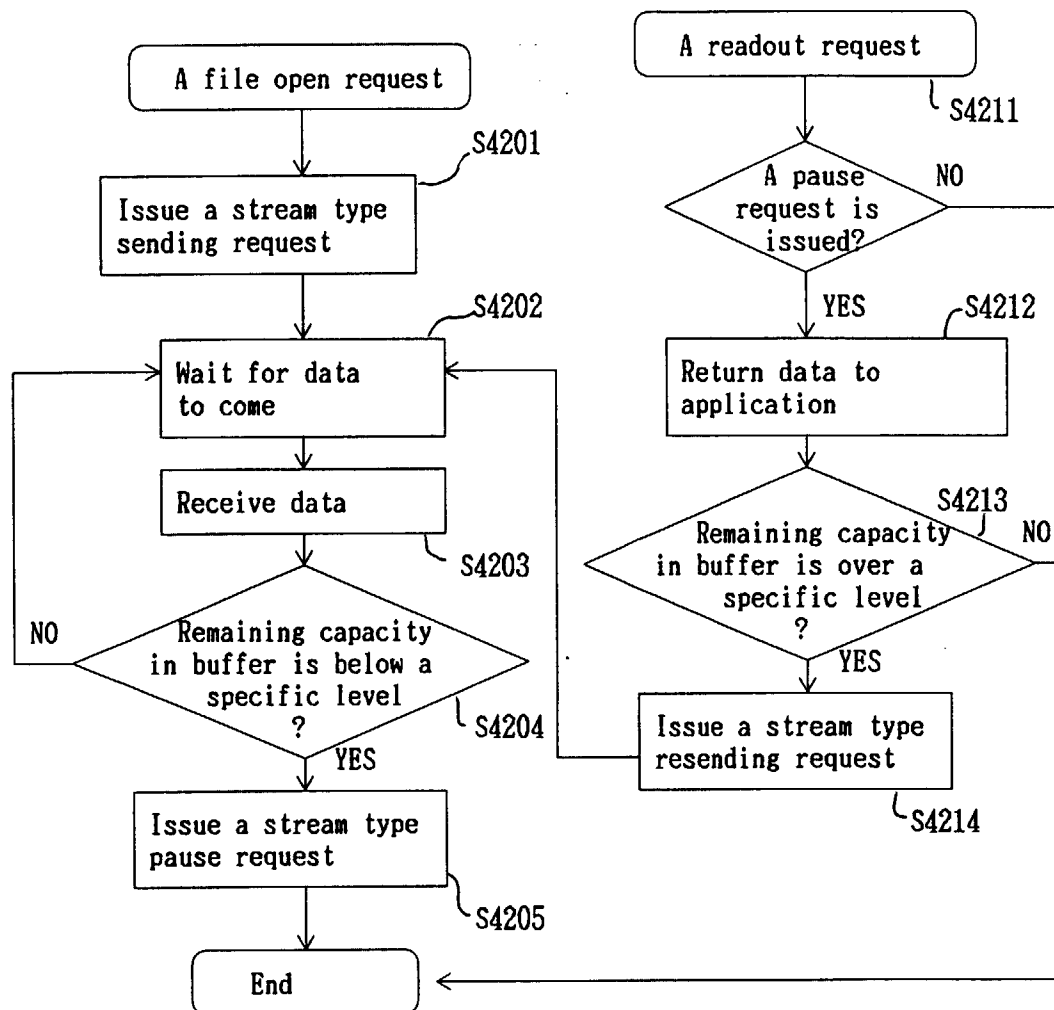 A file open request
S4201
Issue a stream type
sending request
S4202
Wait for data
to come
Receive data
S4203
NO
Remaining capacity
in buffer is below a
specific level
?
S4204
YES
Issue a stream type
pause request
S4205
End
A readout request
S4211
A pause
request is
issued?
NO
YES
S4212
Return data to
application
S4213
Remaining capacity
in buffer is over a
specific level
?
NO
YES
Issue a stream type
resending request
S4214